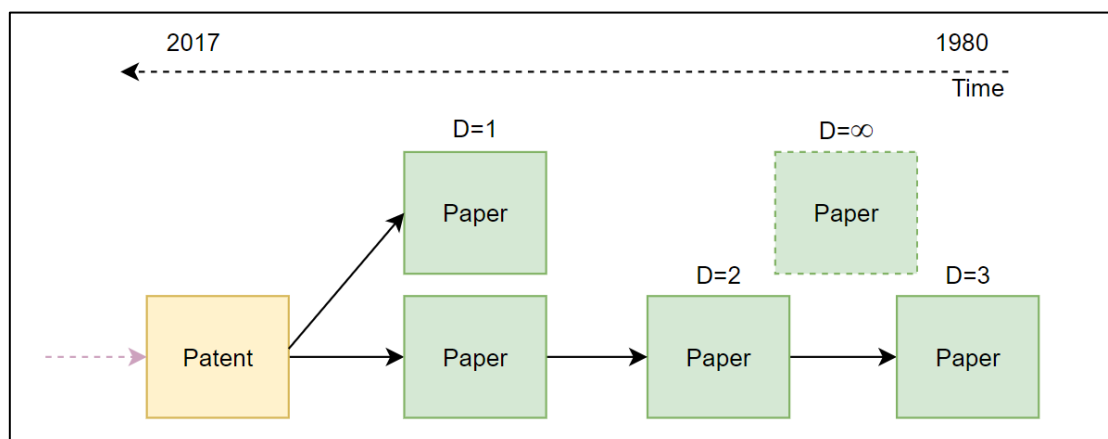 2017
1980
Time
D=1
D=∞
Paper
Paper
D=2
D=3
Patent
Paper
Paper
Paper